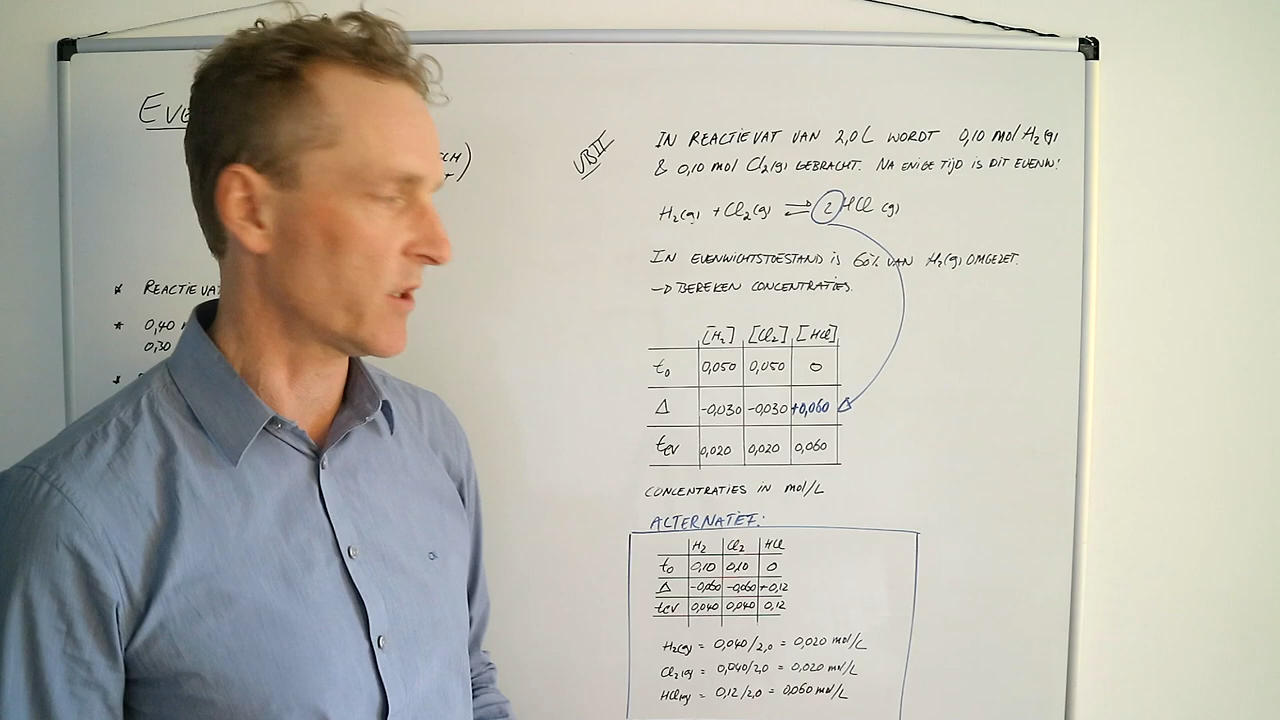 EVE
ECH)
VB II
IN REACTIEVAT VAN 2,0 L WORDT 0,10 mol H₂(g)
& 0,10 mol Cl₂(g) GEBRACHT. NA ENIGE TIJD IS DIT EVENW:
H₂(g) + Cl₂(g) ⇌ 2 HCl (g)
IN EVENWICHTSTOESTAND IS 60% VAN H₂(g) OMGEZET.
→ BEREKEN CONCENTRATIES.
* REACTIEVA
* 0,40
0,30
*
[H₂] [Cl₂] [HCl]
t₀ 0,050 0,050 0
Δ -0,030 -0,030 +0,060
tev 0,020 0,020 0,060
CONCENTRATIES IN mol/L
ALTERNATIEF:
H₂ Cl₂ HCl
t₀ 0,10 0,10 0
Δ -0,060 -0,060 +0,12
tev 0,040 0,040 0,12
H₂(g) = 0,040/2,0 = 0,020 mol/L
Cl₂(g) = 0,040/2,0 = 0,020 mol/L
HCl(g) = 0,12/2,0 = 0,060 mol/L